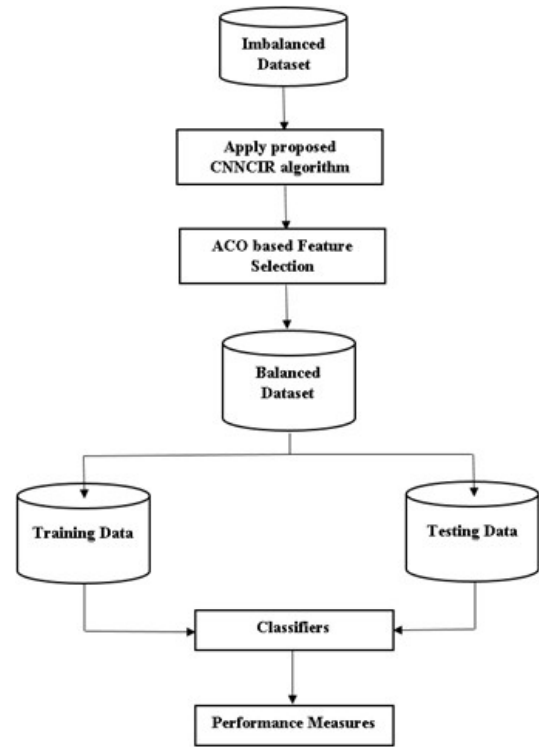 Imbalanced
Dataset
Apply proposed
CNNCIR algorithm
ACO based Feature
Selection
Balanced
Dataset
Training Data
Testing Data
Classifiers
Performance Measures